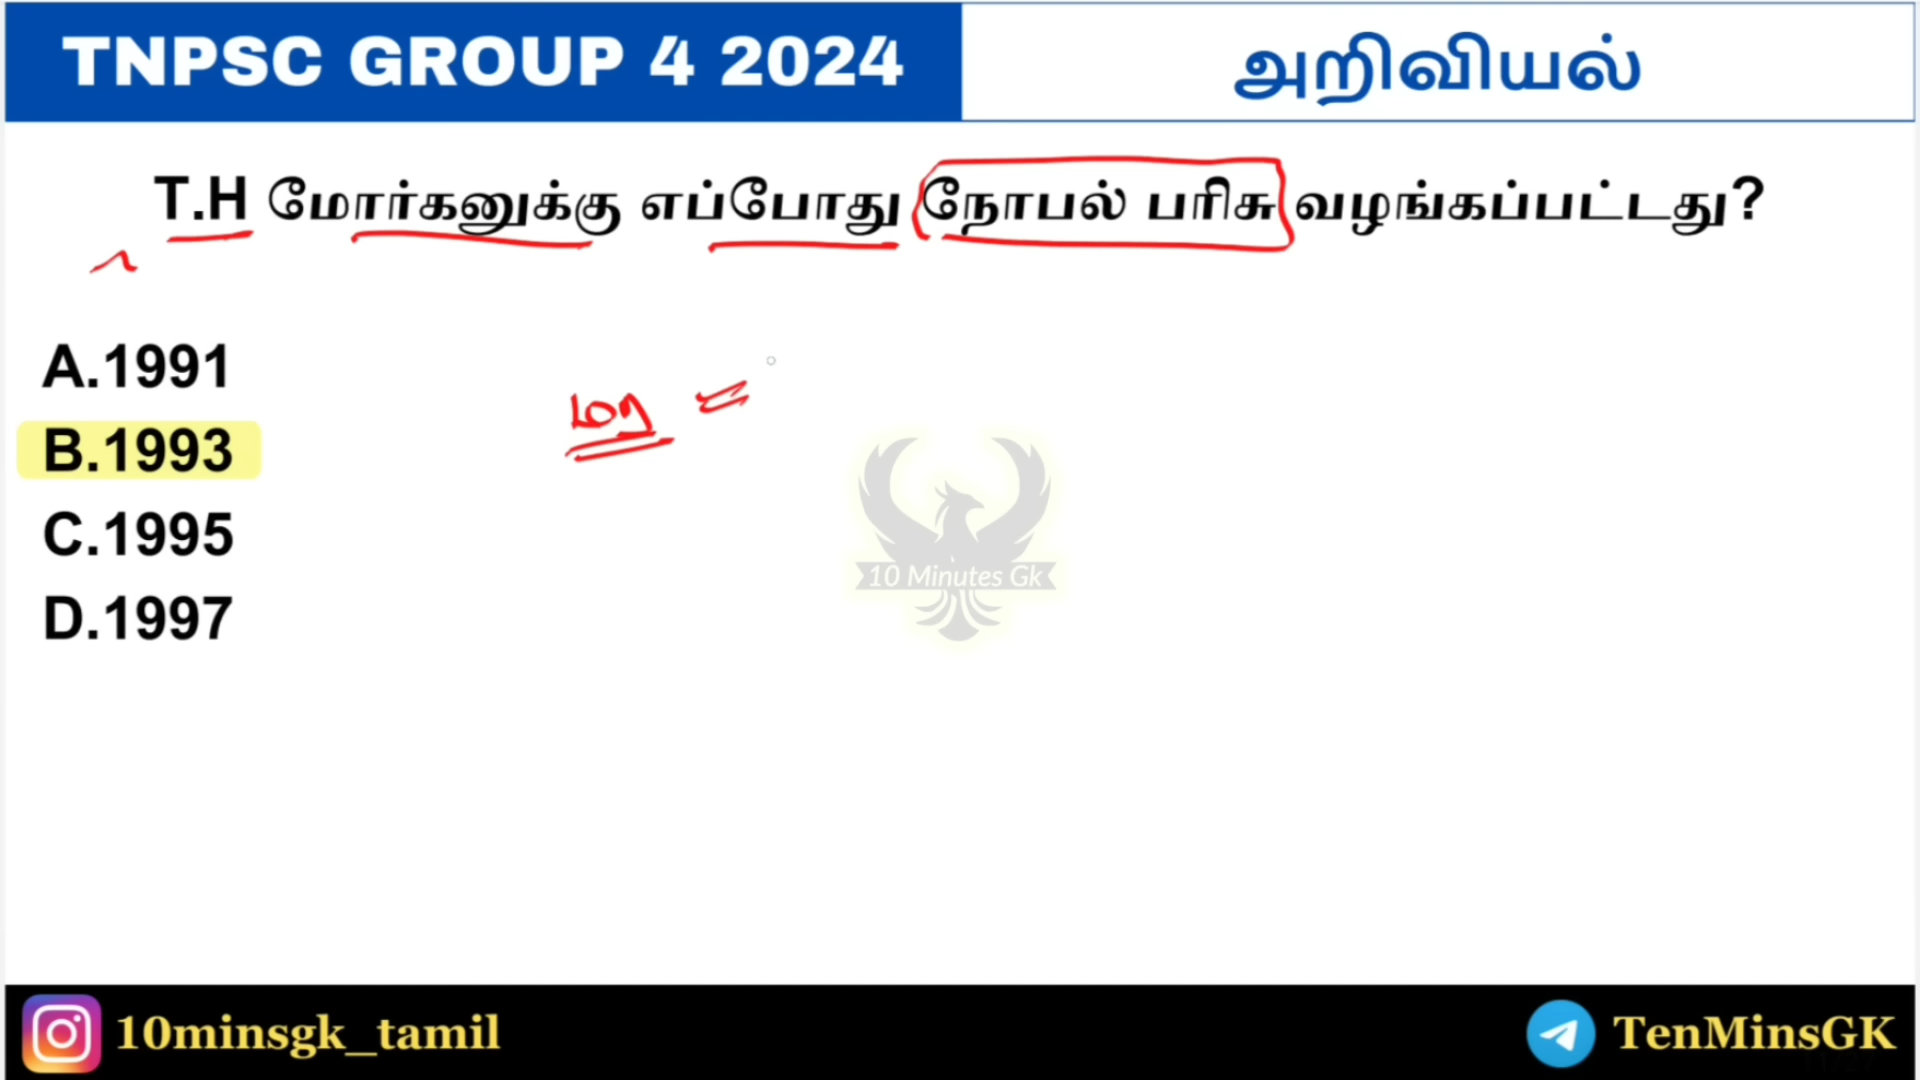 TNPSC GROUP 4 2024
அறிவியல்
T.H மோர்கனுக்கு எப்போது நோபல் பரிசு வழங்கப்பட்டது?
A.1991
B.1993
C.1995
D.1997
மர =
10 Minutes Gk
10minsgk_tamil
TenMinsGK